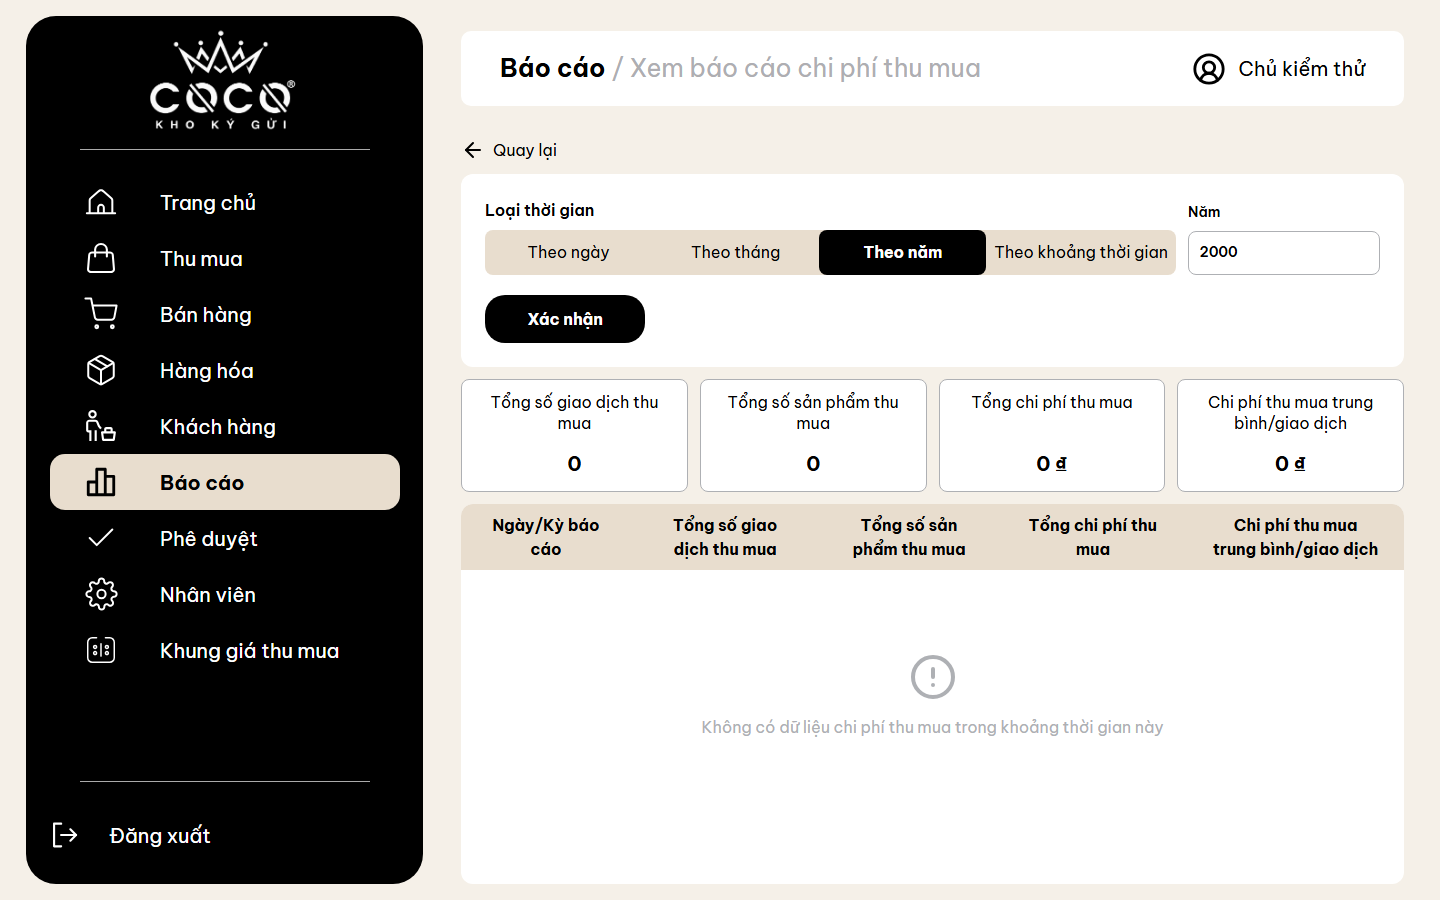 COCO®
KHO KÝ GỬI
Trang chủ
Thu mua
Bán hàng
Hàng hóa
Khách hàng
Báo cáo
Phê duyệt
Nhân viên
Khung giá thu mua
Đăng xuất
Báo cáo / Xem báo cáo chi phí thu mua
Chủ kiểm thử
Quay lại
Loại thời gian
Theo ngày
Theo tháng
Theo năm
Theo khoảng thời gian
Năm
2000
Xác nhận
Tổng số giao dịch thu
mua
0
Tổng số sản phẩm thu
mua
0
Tổng chi phí thu mua
0 ₫
Chi phí thu mua trung
bình/giao dịch
0 ₫
Ngày/Kỳ báo
cáo
Tổng số giao
dịch thu mua
Tổng số sản
phẩm thu mua
Tổng chi phí thu
mua
Chi phí thu mua
trung bình/giao dịch
Không có dữ liệu chi phí thu mua trong khoảng thời gian này